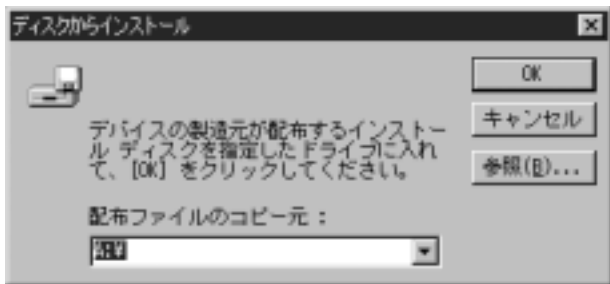 ディスクからインストール
OK
デバイスの製造元が配布するインストー
ル ディスクを指定したドライブに入れ
て、[OK] をクリックしてください。
キャンセル
参照(B)...
配布ファイルのコピー元：